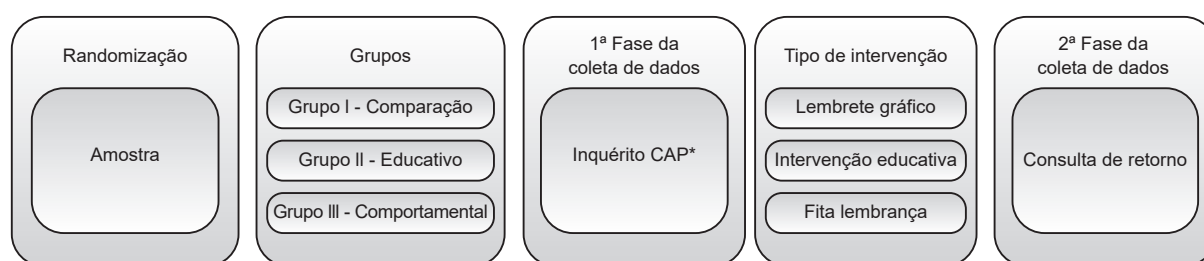 Randomização
Amostra
Grupos
Grupo I - Comparação
Grupo II - Educativo
Grupo III - Comportamental
1ª Fase da
coleta de dados
Inquérito CAP*
Tipo de intervenção
Lembrete gráfico
Intervenção educativa
Fita lembrança
2ª Fase da
coleta de dados
Consulta de retorno